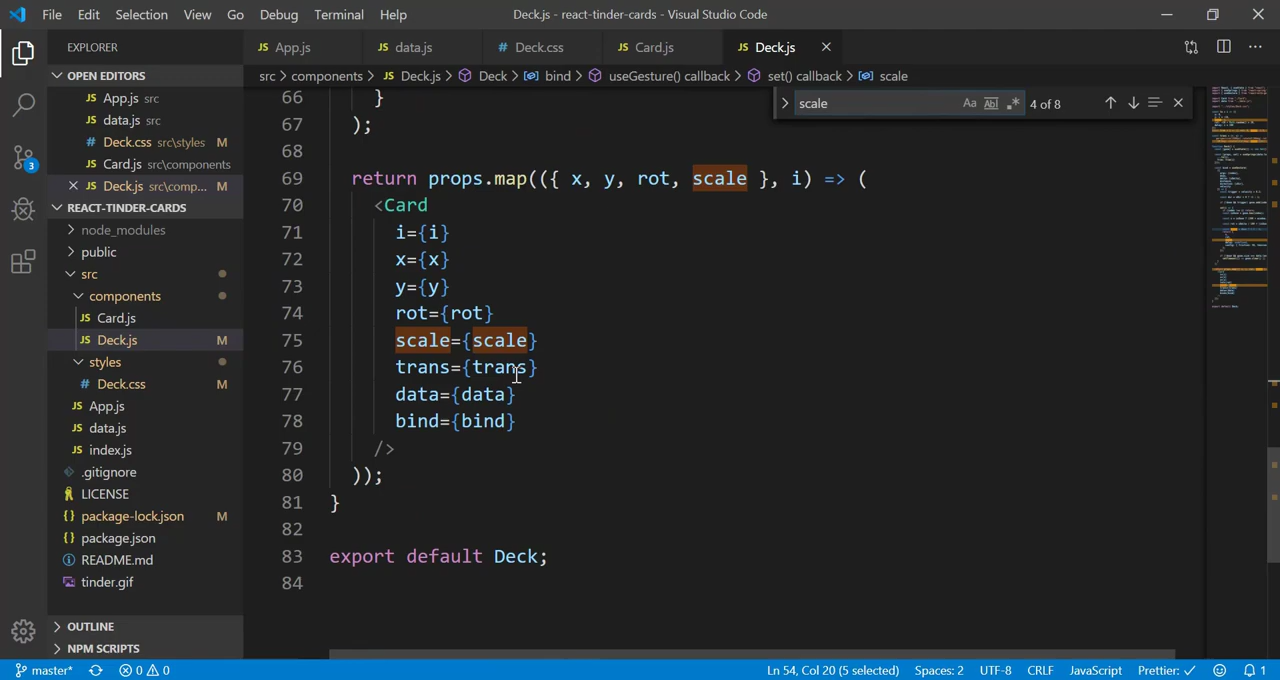 File Edit Selection View Go Debug Terminal Help Deck.js - react-tinder-cards - Visual Studio Code
EXPLORER
JS App.js JS data.js # Deck.css JS Card.js JS Deck.js
OPEN EDITORS
src > components > JS Deck.js > Deck > bind > useGesture() callback > set() callback > scale
JS App.js src
JS data.js src
# Deck.css src\styles M
JS Card.js src\components
JS Deck.js src\comp... M
scale Aa Abl .* 4 of 8
REACT-TINDER-CARDS
node_modules
public
src
components
JS Card.js
JS Deck.js M
styles
# Deck.css M
JS App.js
JS data.js
JS index.js
.gitignore
LICENSE
{} package-lock.json M
{} package.json
README.md
tinder.gif
OUTLINE
NPM SCRIPTS
3
66 }
67 );
68
69 return props.map(({ x, y, rot, scale }, i) => (
70 <Card
71 i={i}
72 x={x}
73 y={y}
74 rot={rot}
75 scale={scale}
76 trans={trans}
77 data={data}
78 bind={bind}
79 />
80 ));
81 }
82
83 export default Deck;
84
master* 0 0 Ln 54, Col 20 (5 selected) Spaces: 2 UTF-8 CRLF JavaScript Prettier: ✓ 1